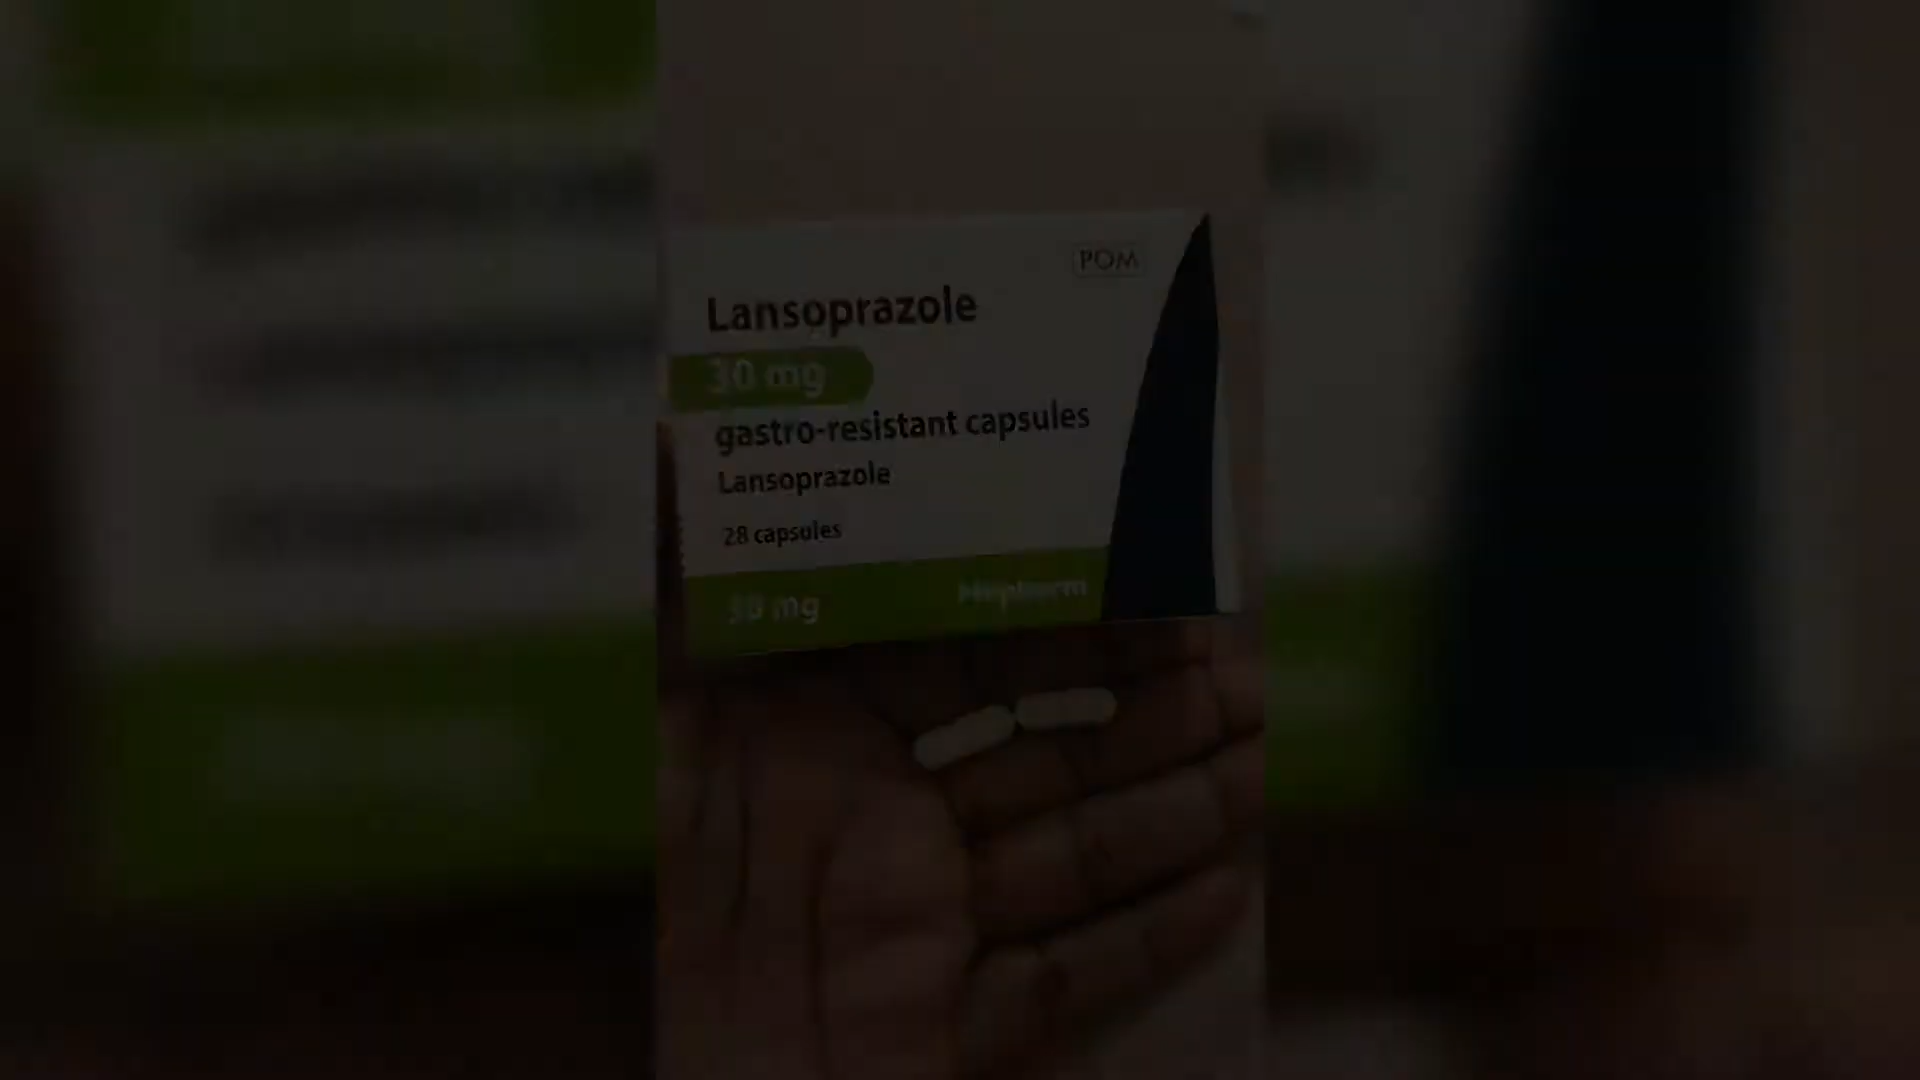 POM
Lansoprazole
30 mg
gastro-resistant capsules
Lansoprazole
28 capsules
30 mg